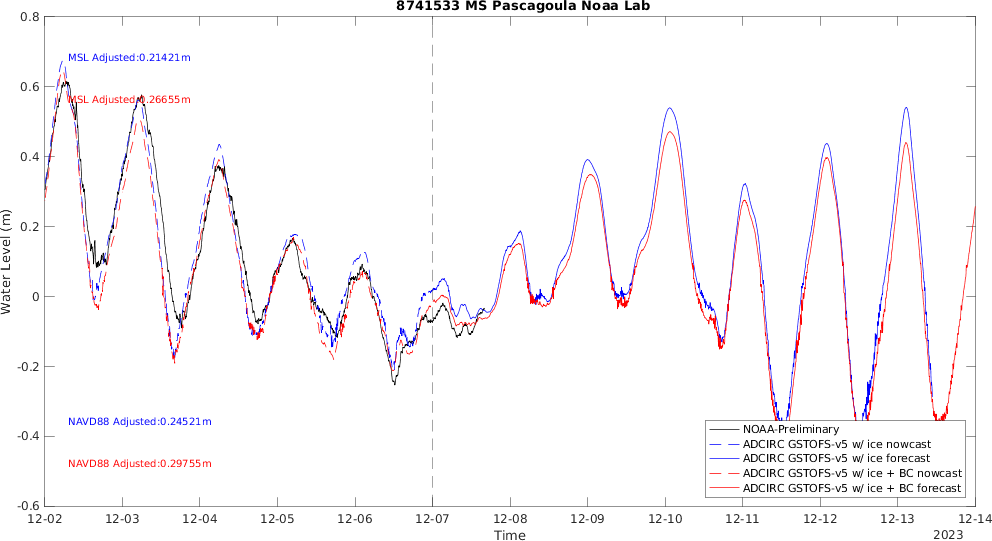 8741533 MS Pascagoula Noaa Lab
Water Level (m)
0.8
0.6
0.4
0.2
0
-0.2
-0.4
-0.6
MSL Adjusted:0.21421m
MSL Adjusted:0.26655m
NAVD88 Adjusted:0.24521m
NAVD88 Adjusted:0.29755m
NOAA-Preliminary
ADCIRC GSTOFS-v5 w/ ice nowcast
ADCIRC GSTOFS-v5 w/ ice forecast
ADCIRC GSTOFS-v5 w/ ice + BC nowcast
ADCIRC GSTOFS-v5 w/ ice + BC forecast
12-02 12-03 12-04 12-05 12-06 12-07 12-08 12-09 12-10 12-11 12-12 12-13 12-14
Time
2023